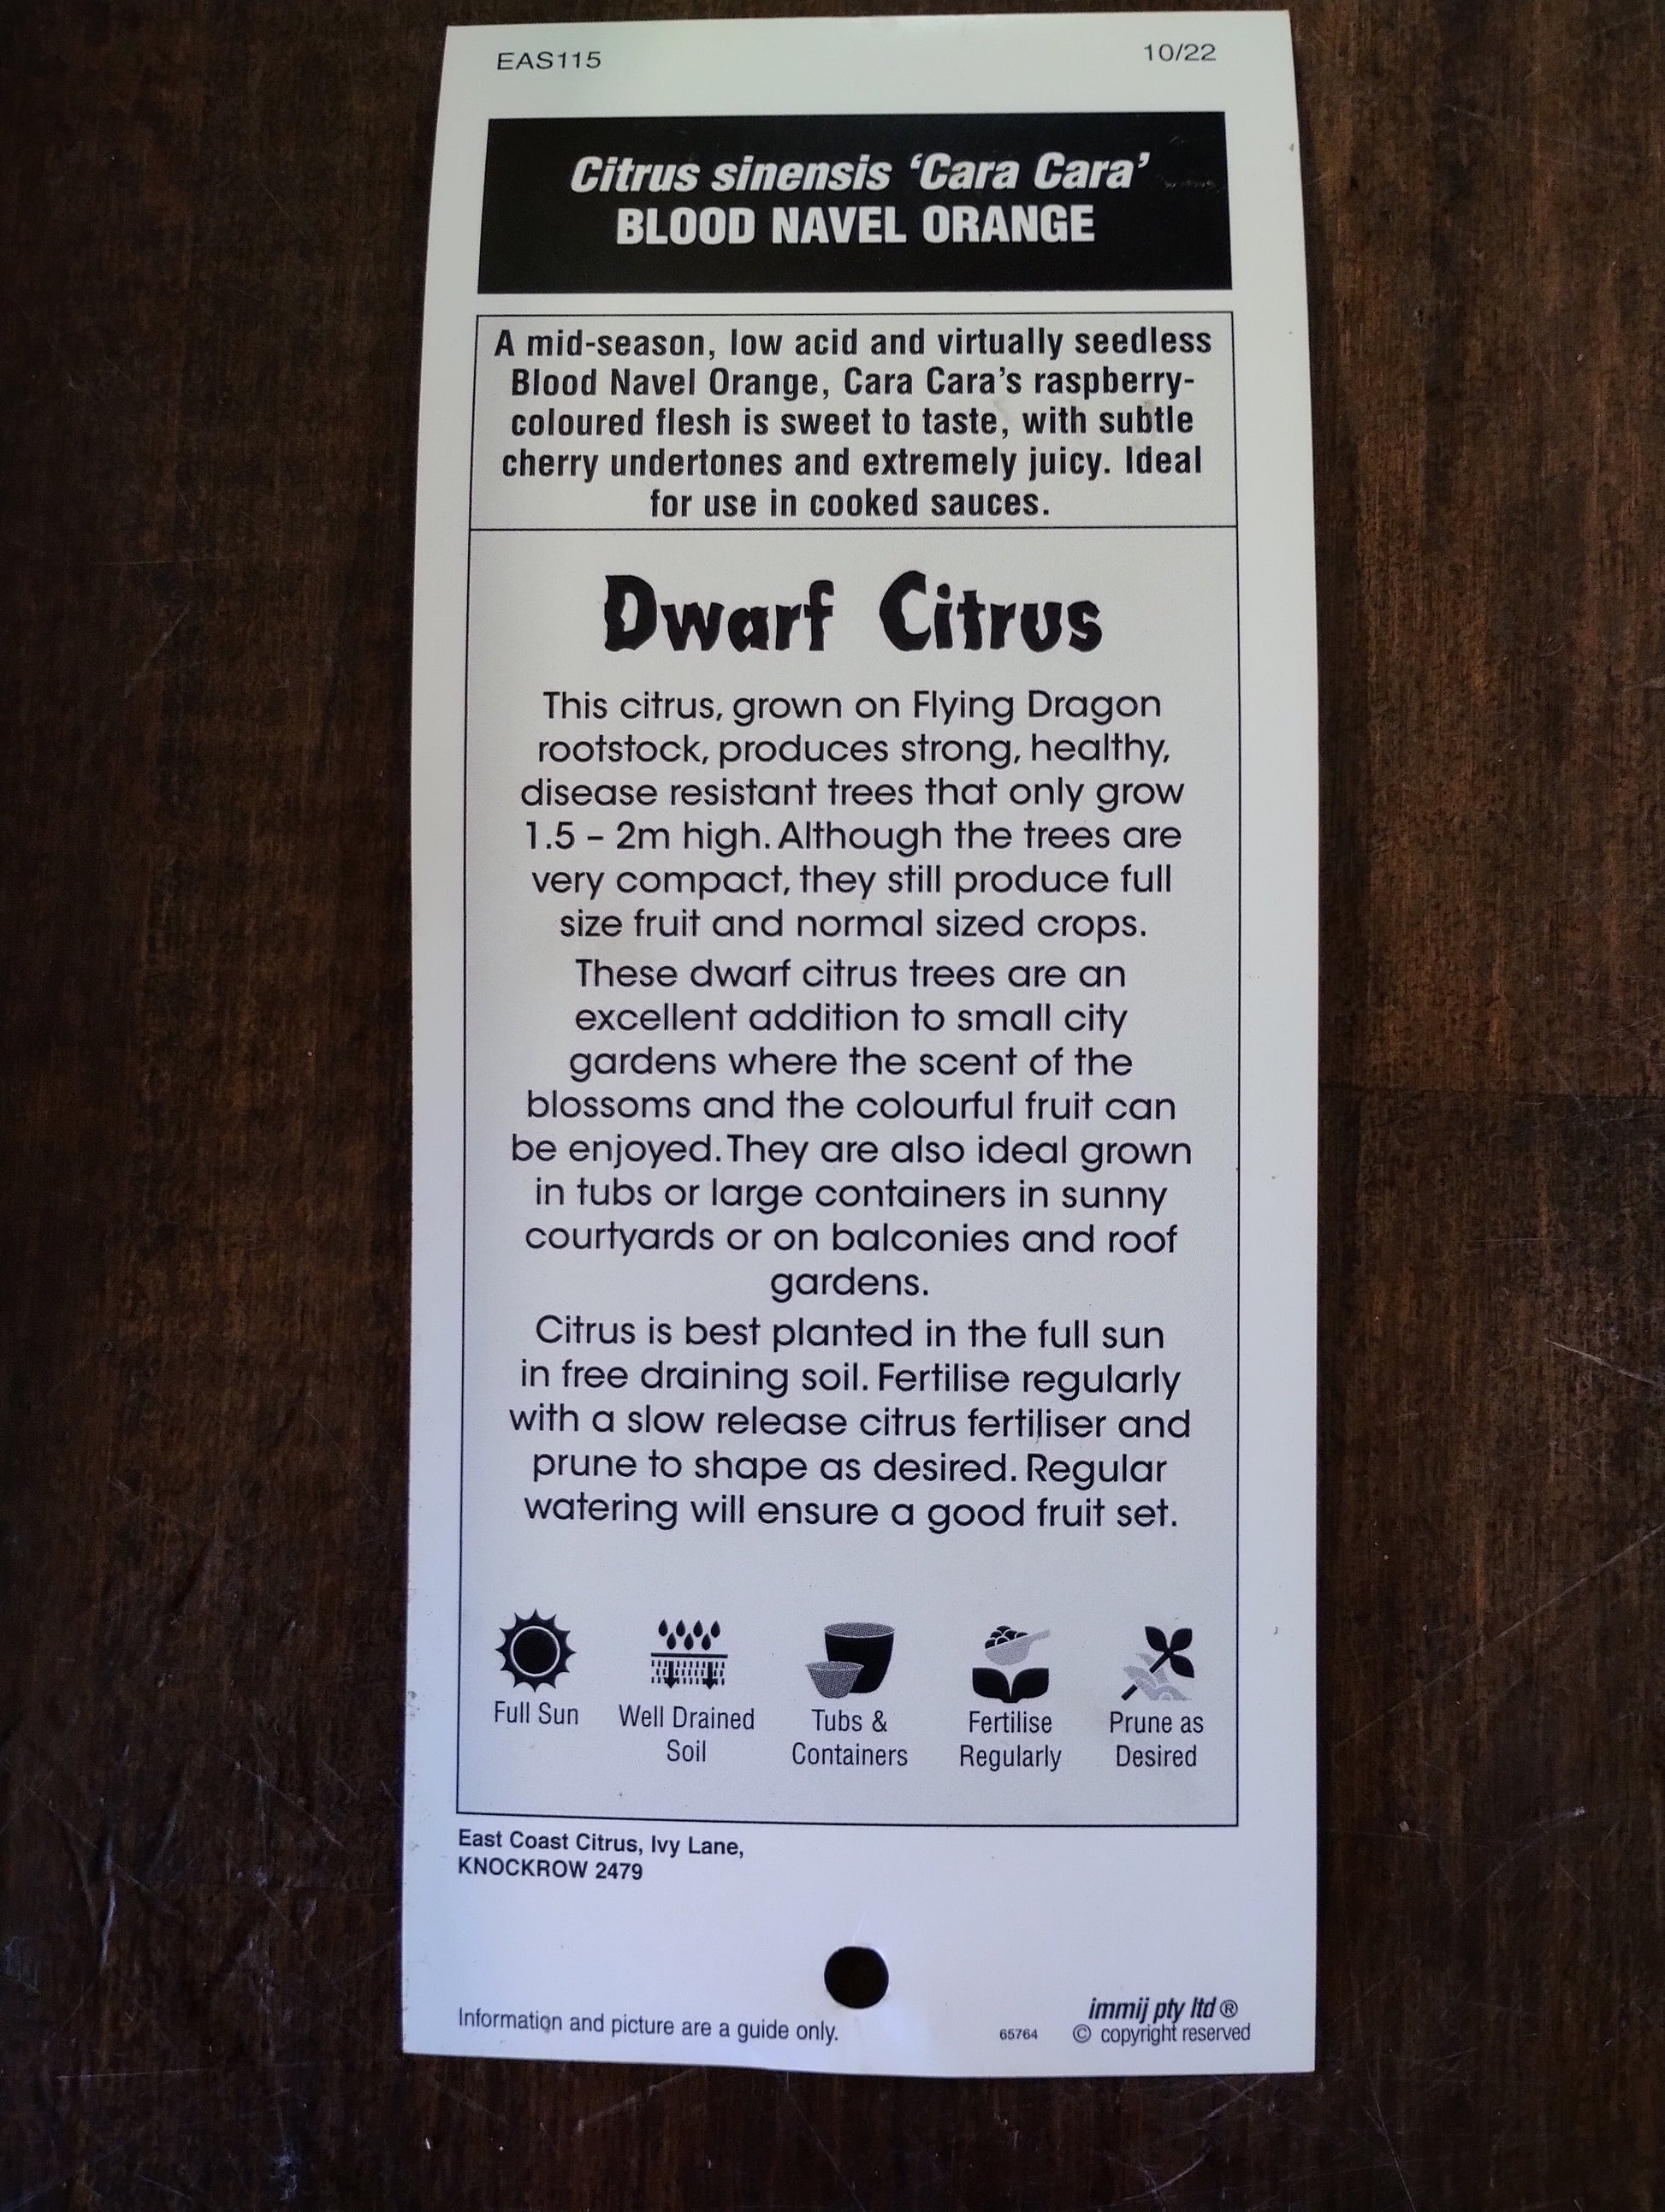 EAS115 10/22
Citrus sinensis ‘Cara Cara’
BLOOD NAVEL ORANGE
A mid-season, low acid and virtually seedless
Blood Navel Orange, Cara Cara’s raspberry-
coloured flesh is sweet to taste, with subtle
cherry undertones and extremely juicy. Ideal
for use in cooked sauces.
Dwarf Citrus
This citrus, grown on Flying Dragon
rootstock, produces strong, healthy,
disease resistant trees that only grow
1.5 – 2m high. Although the trees are
very compact, they still produce full
size fruit and normal sized crops.
These dwarf citrus trees are an
excellent addition to small city
gardens where the scent of the
blossoms and the colourful fruit can
be enjoyed. They are also ideal grown
in tubs or large containers in sunny
courtyards or on balconies and roof
gardens.
Citrus is best planted in the full sun
in free draining soil. Fertilise regularly
with a slow release citrus fertiliser and
prune to shape as desired. Regular
watering will ensure a good fruit set.
Full Sun Well Drained Tubs & Fertilise Prune as
Soil Containers Regularly Desired
East Coast Citrus, Ivy Lane,
KNOCKROW 2479
immij pty ltd ®
Information and picture are a guide only. 65764 © copyright reserved